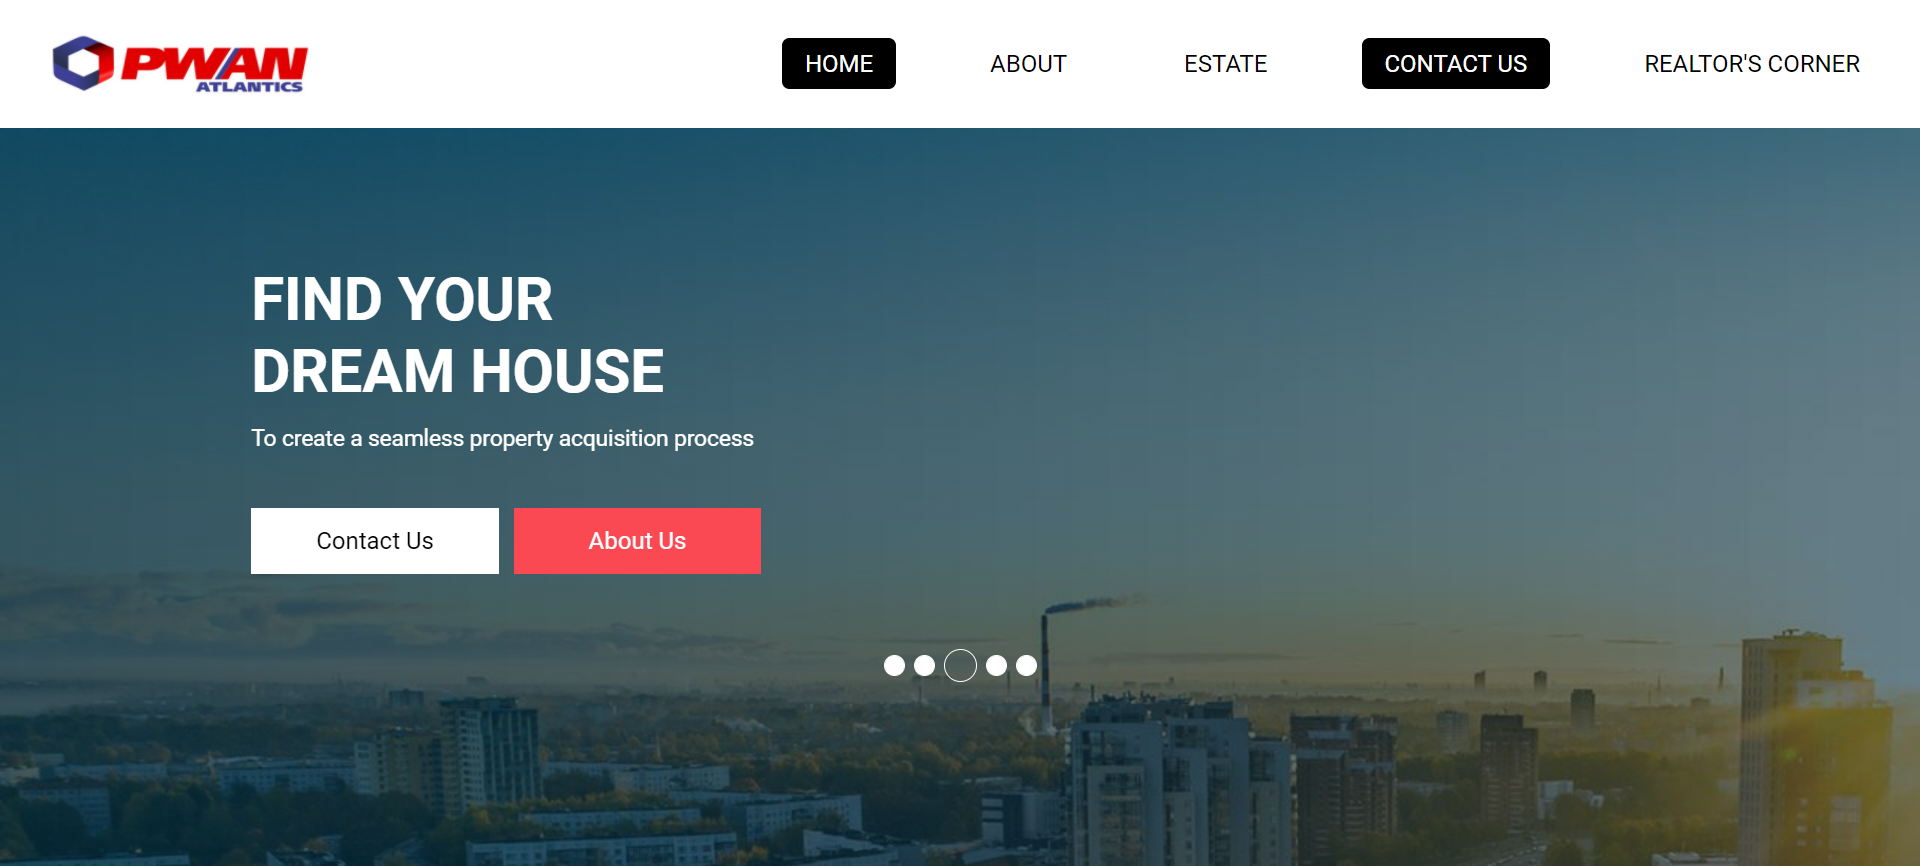 PWAN
ATLANTICS
HOME
ABOUT
ESTATE
CONTACT US
REALTOR'S CORNER
FIND YOUR
DREAM HOUSE
To create a seamless property acquisition process
Contact Us
About Us